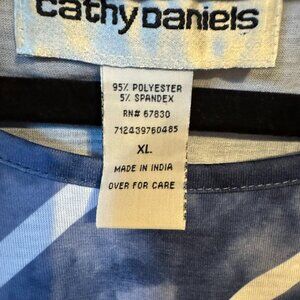 cathy Daniels
95% POLYESTER
5% SPANDEX
RN# 67830
712439760485
XL
MADE IN INDIA
OVER FOR CARE